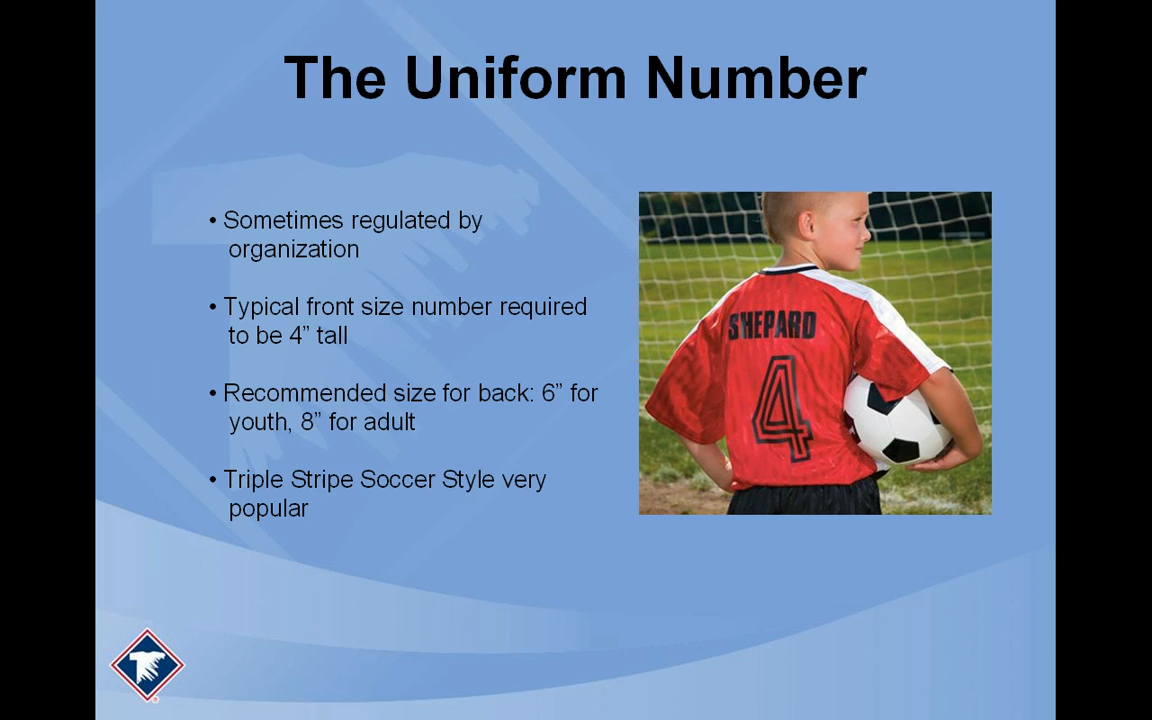 The Uniform Number
• Sometimes regulated by
organization
• Typical front size number required
to be 4” tall
• Recommended size for back: 6” for
youth, 8” for adult
• Triple Stripe Soccer Style very
popular
SHEPARD
4